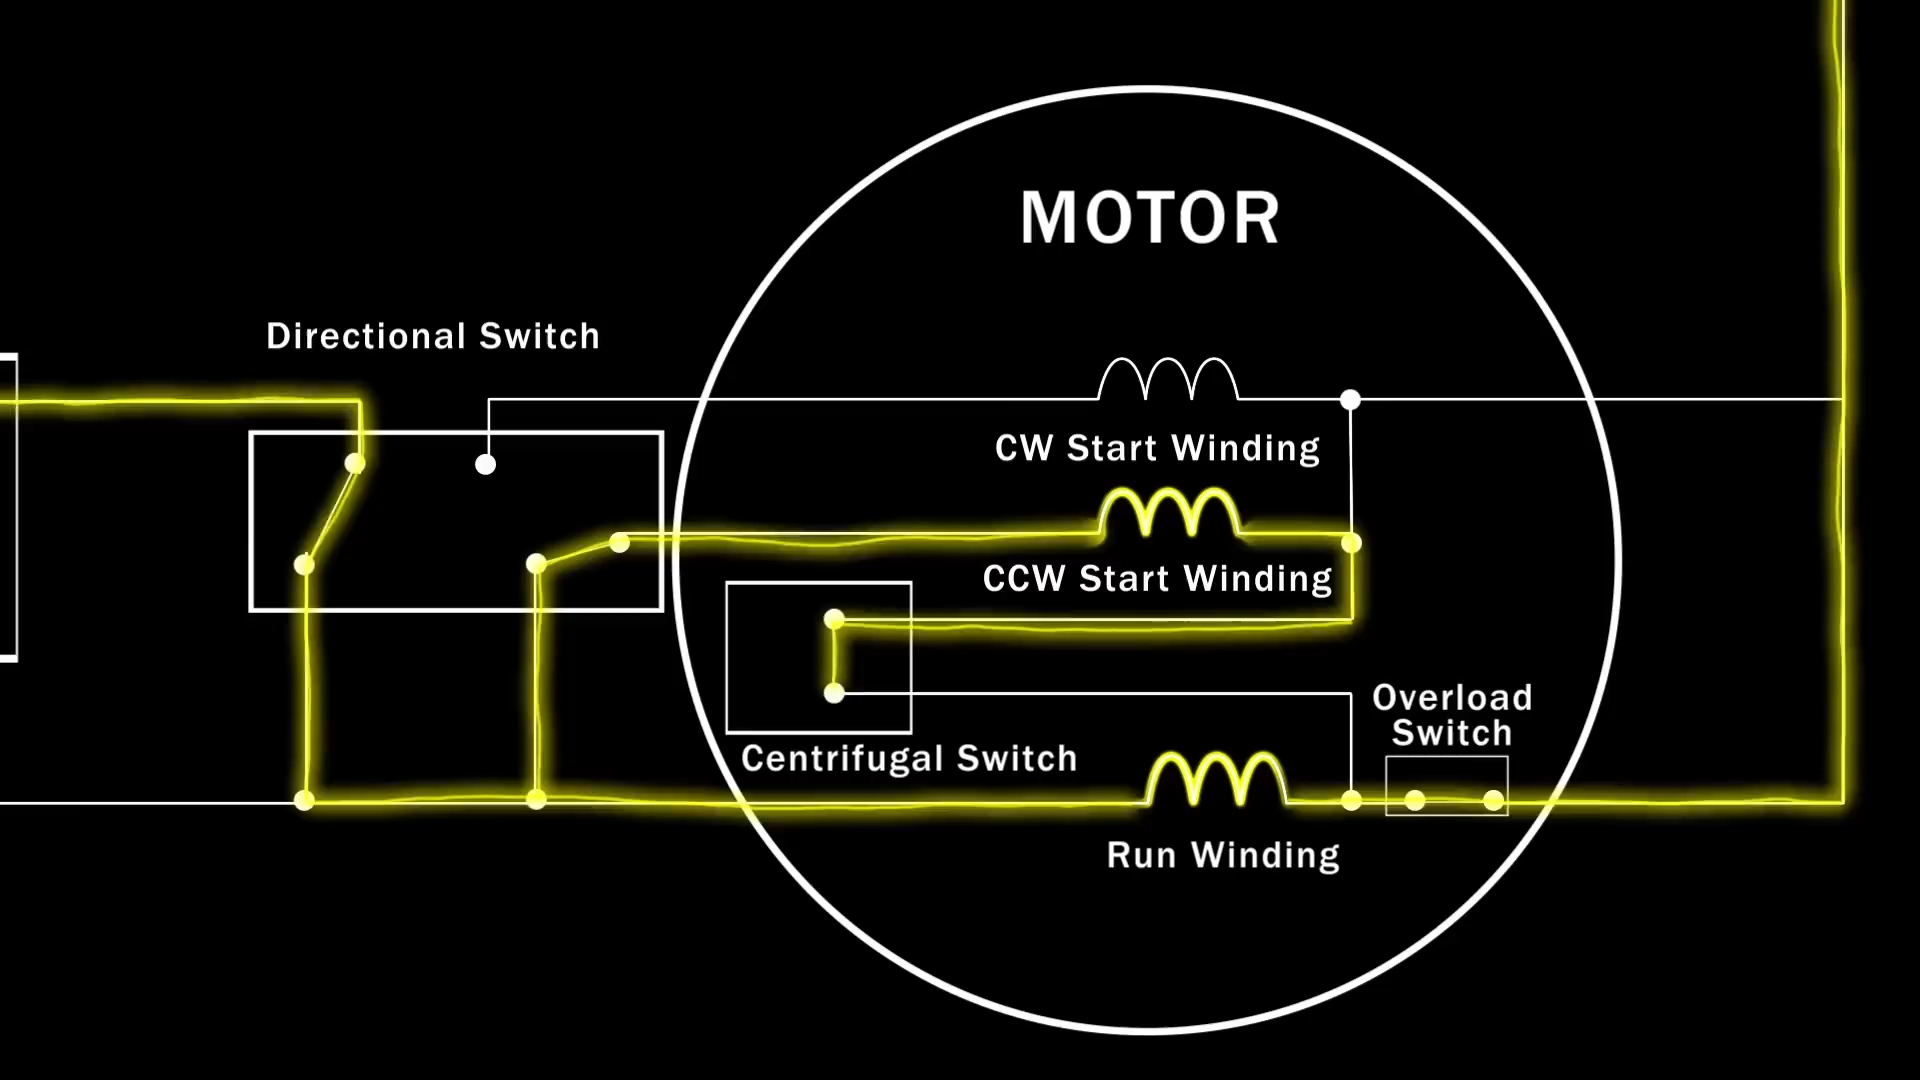 MOTOR
Directional Switch
CW Start Winding
CCW Start Winding
Overload
Switch
Centrifugal Switch
Run Winding